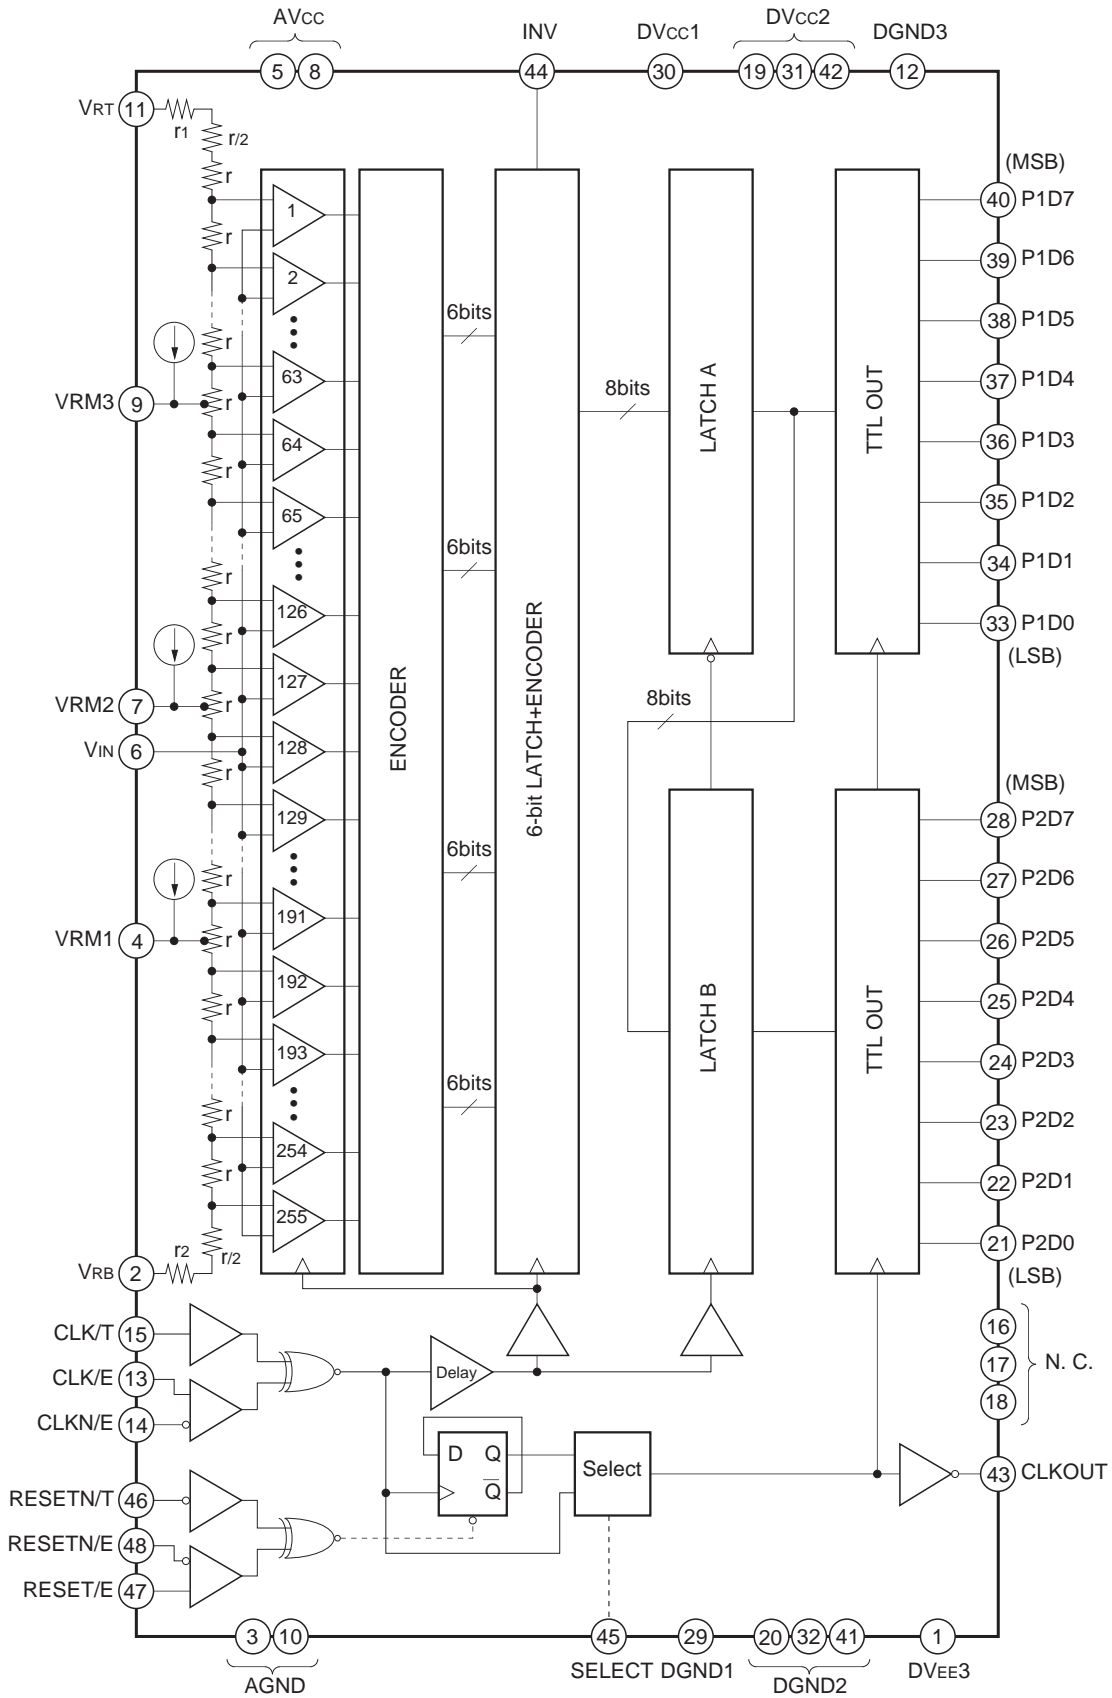 AVCC INV DVCC1 DVCC2 DGND3
5 8 44 30 19 31 42 12
VRT 11 r1
r/2
r
(MSB)
1
40 P1D7
r
2
39 P1D6
6bits
r
38 P1D5
63
37 P1D4
VRM3 9 r
8bits
LATCH A
TTL OUT
64
36 P1D3
r
65
35 P1D2
6bits
34 P1D1
r
126
33 P1D0
r
(LSB)
127
VRM2 7 r
8bits
VIN 6
128
ENCODER
6-bit LATCH+ENCODER
r
(MSB)
129
28 P2D7
6bits
r
27 P2D6
191
VRM1 4 r
26 P2D5
192
LATCH B
TTL OUT
25 P2D4
r
193
24 P2D3
6bits
r
23 P2D2
254
r
22 P2D1
255
21 P2D0
r/2
VRB 2 r2
(LSB)
CLK/T 15
16
17
18
N. C.
CLK/E 13
Delay
CLKN/E 14
D Q
Q
Select
43 CLKOUT
RESETN/T 46
RESETN/E 48
RESET/E 47
3 10 45 29 20 32 41 1
AGND SELECT DGND1 DGND2 DVEE3